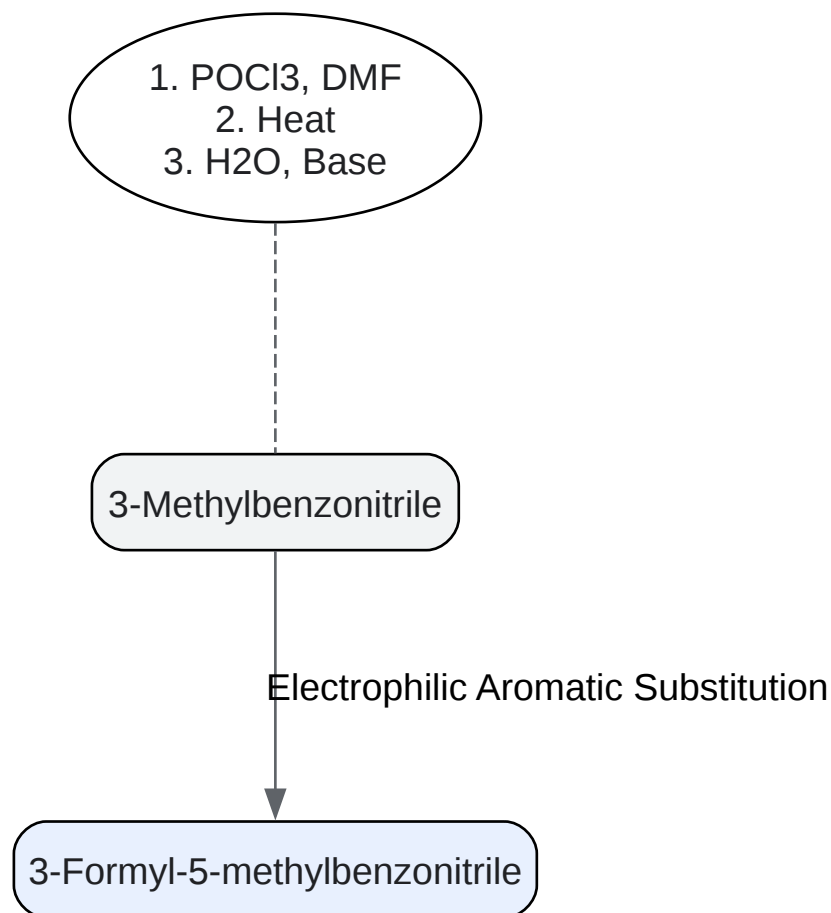 1. POCl3, DMF
2. Heat
3. H2O, Base
3-Methylbenzonitrile
Electrophilic Aromatic Substitution
3-Formyl-5-methylbenzonitrile